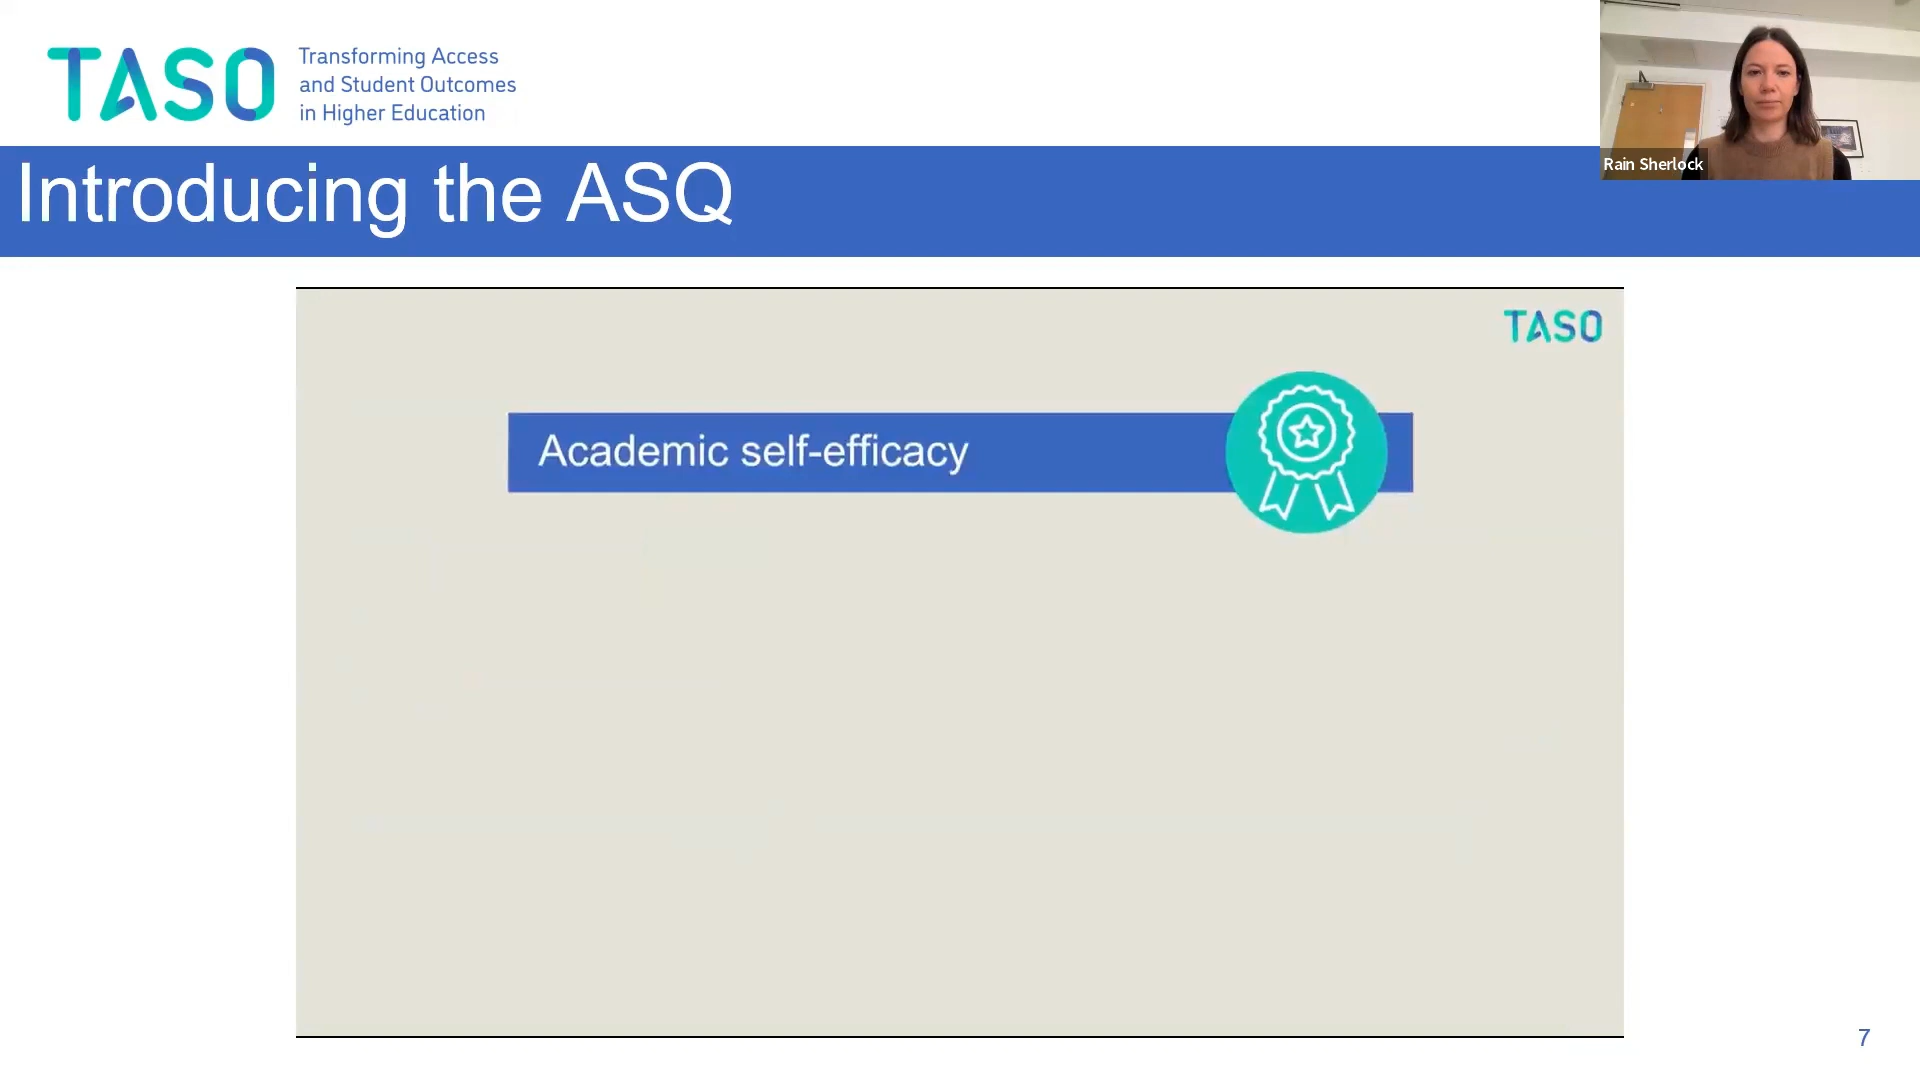 TASO
Transforming Access
and Student Outcomes
in Higher Education
Rain Sherlock
Introducing the ASQ
TASO
Academic self-efficacy
7